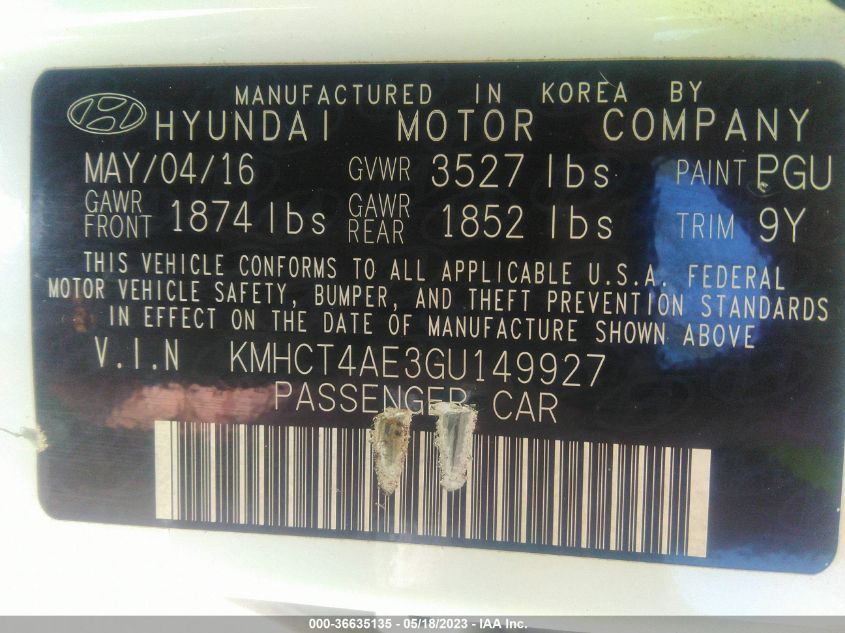 MANUFACTURED IN KOREA BY
HYUNDAI MOTOR COMPANY
MAY/04/16 GVWR 3527 lbs PAINT PGU
GAWR FRONT 1874 lbs GAWR REAR 1852 lbs TRIM 9Y
THIS VEHICLE CONFORMS TO ALL APPLICABLE U.S.A. FEDERAL
MOTOR VEHICLE SAFETY, BUMPER, AND THEFT PREVENTION STANDARDS
IN EFFECT ON THE DATE OF MANUFACTURE SHOWN ABOVE
V.I.N KMHCT4AE3GU149927
PASSENGER CAR
000-36635135 - 05/18/2023 - IAA Inc.